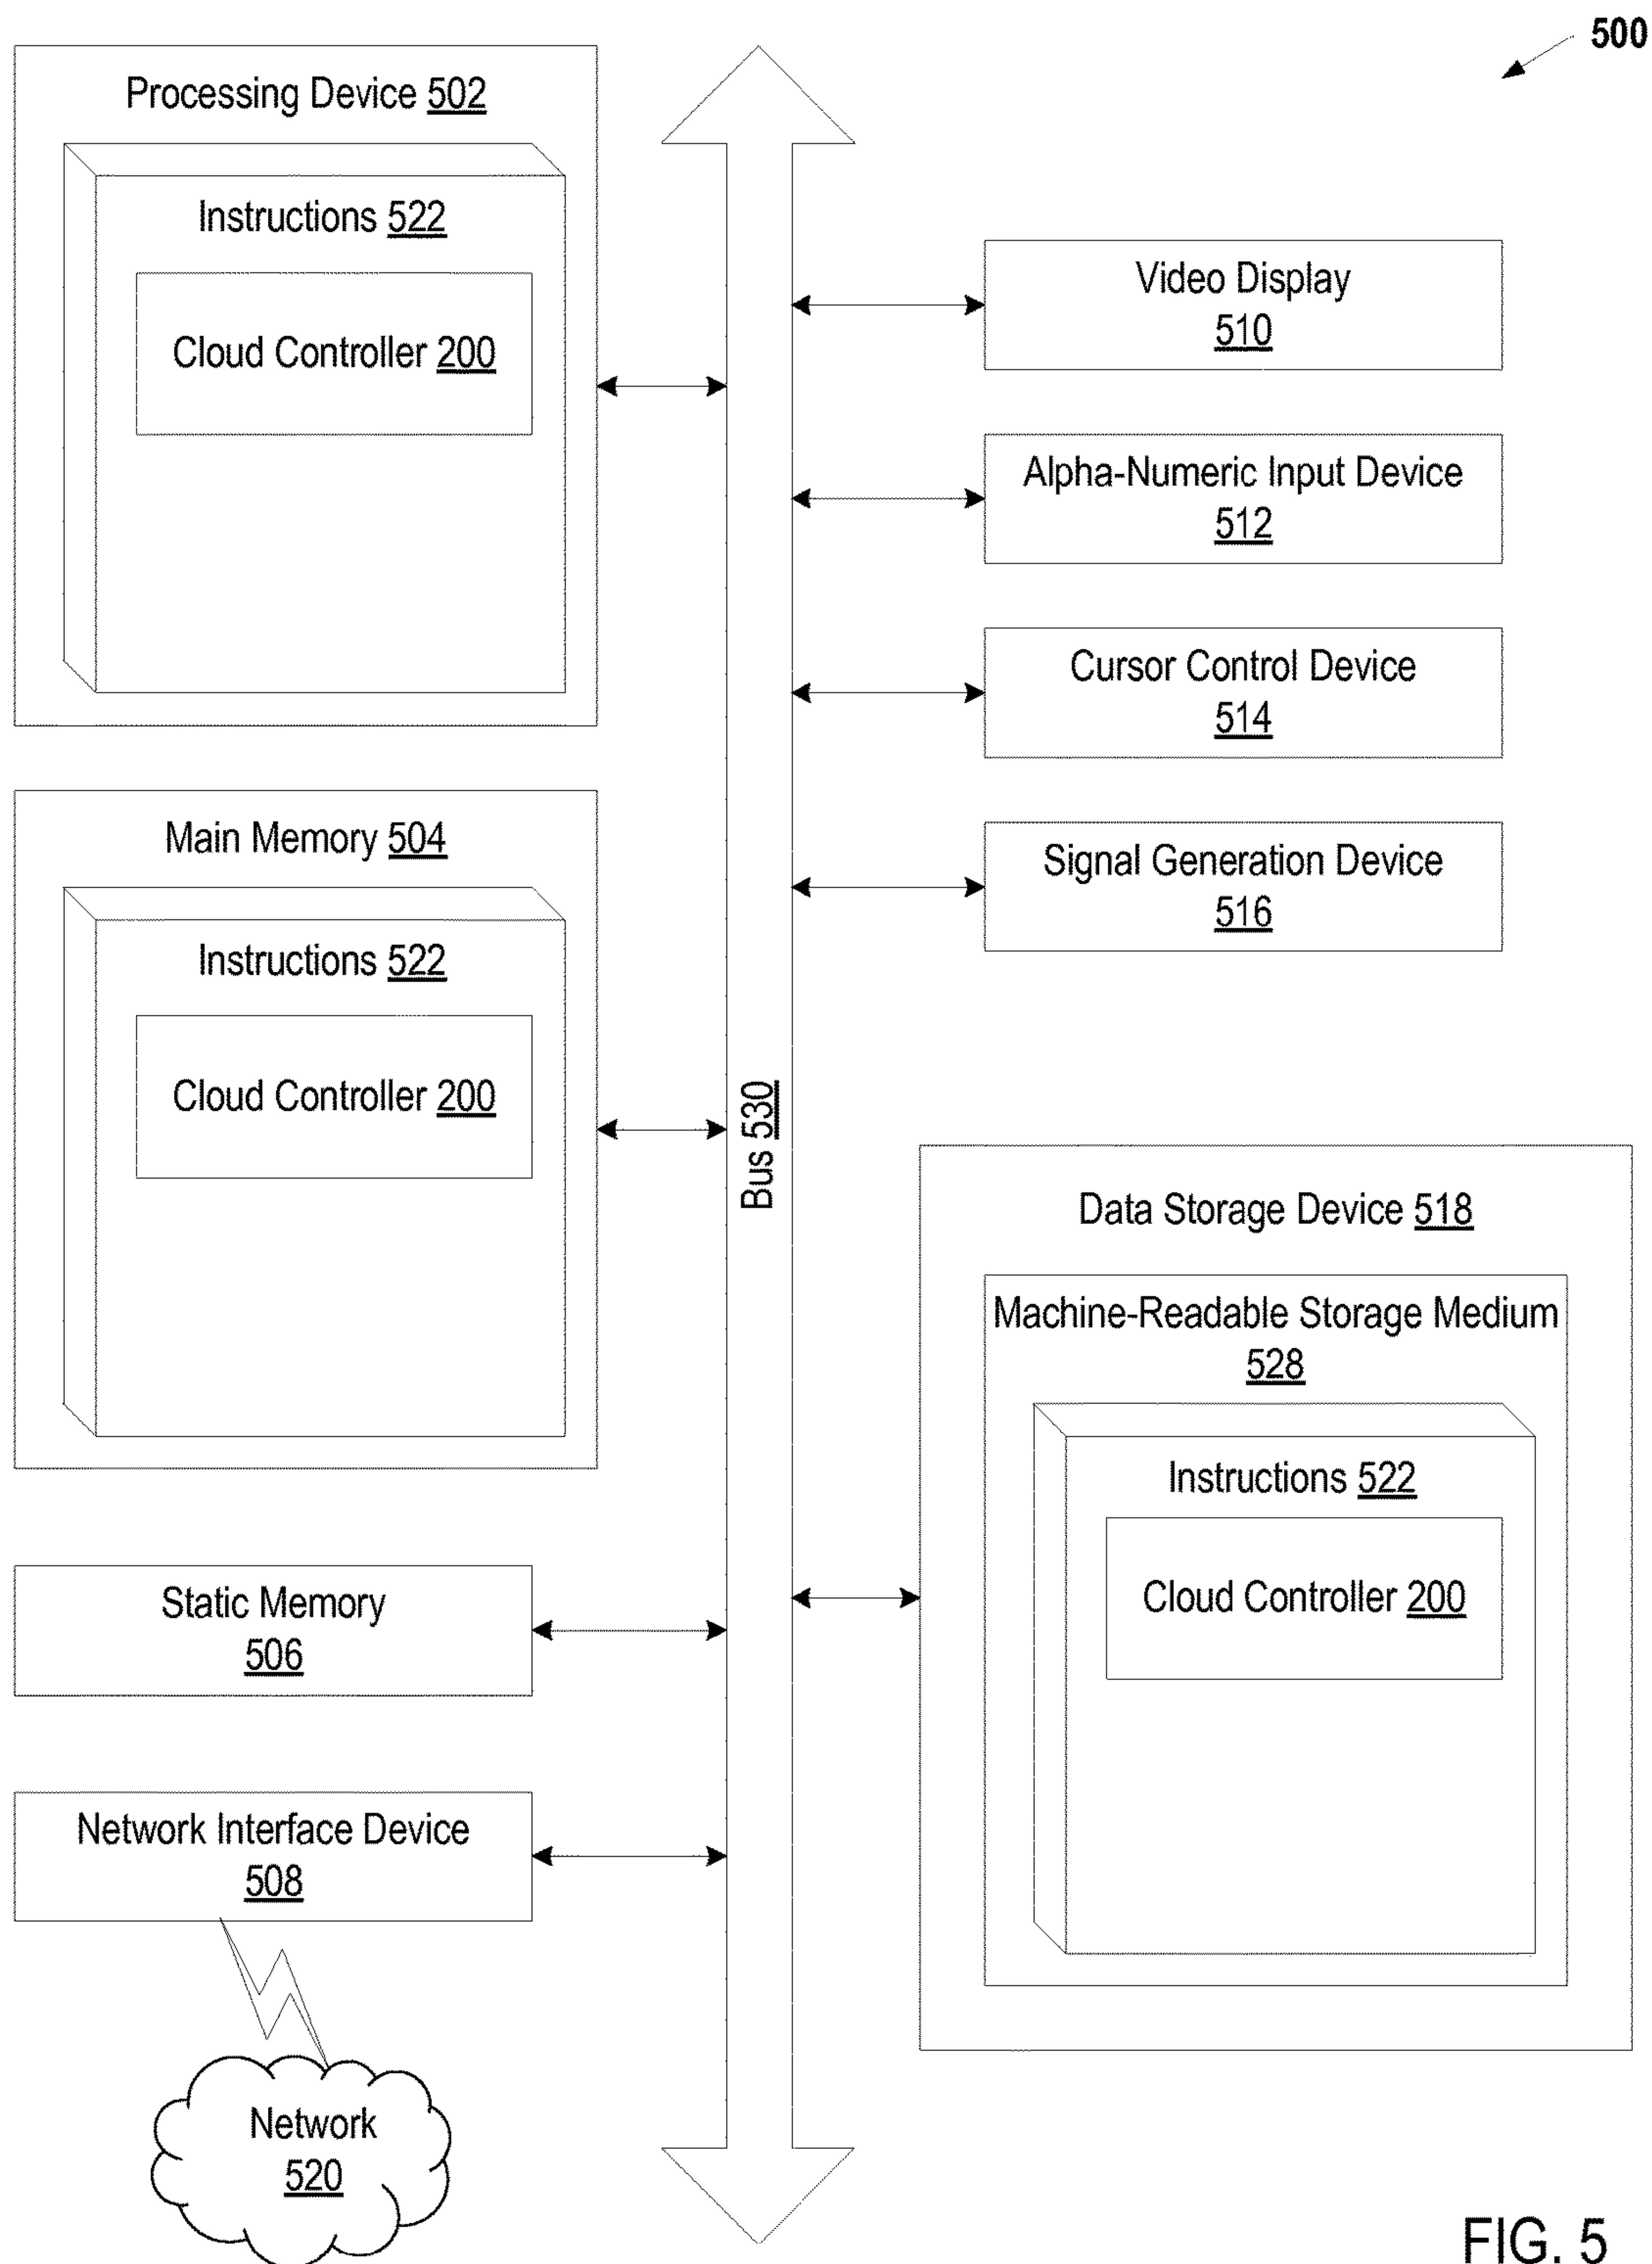 500
Processing Device 502
Instructions 522
Cloud Controller 200
Main Memory 504
Instructions 522
Cloud Controller 200
Static Memory
506
Network Interface Device
508
Network
520
Bus 530
Video Display
510
Alpha-Numeric Input Device
512
Cursor Control Device
514
Signal Generation Device
516
Data Storage Device 518
Machine-Readable Storage Medium
528
Instructions 522
Cloud Controller 200
FIG. 5